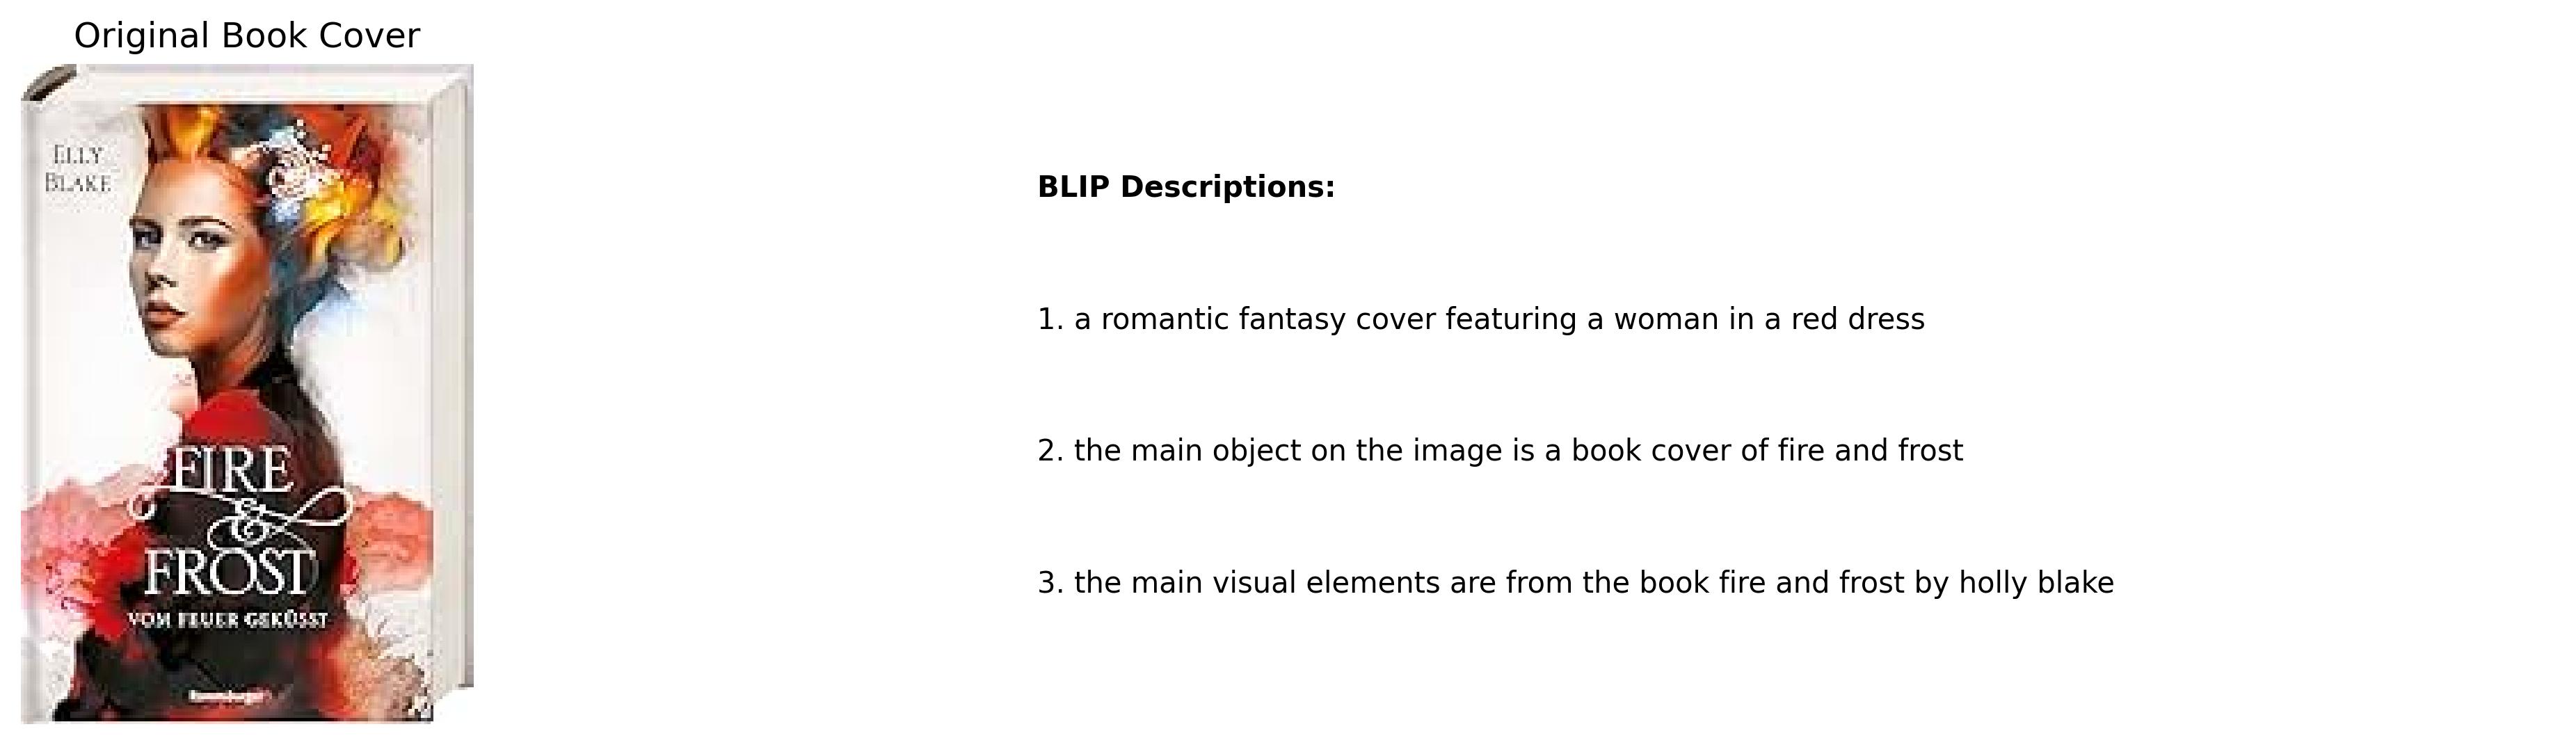 Original Book Cover
ELLY
BLAKE
FIRE
&
FROST
VOM FEUER GEKÜSST
Ravensburger
BLIP Descriptions:
1. a romantic fantasy cover featuring a woman in a red dress
2. the main object on the image is a book cover of fire and frost
3. the main visual elements are from the book fire and frost by holly blake